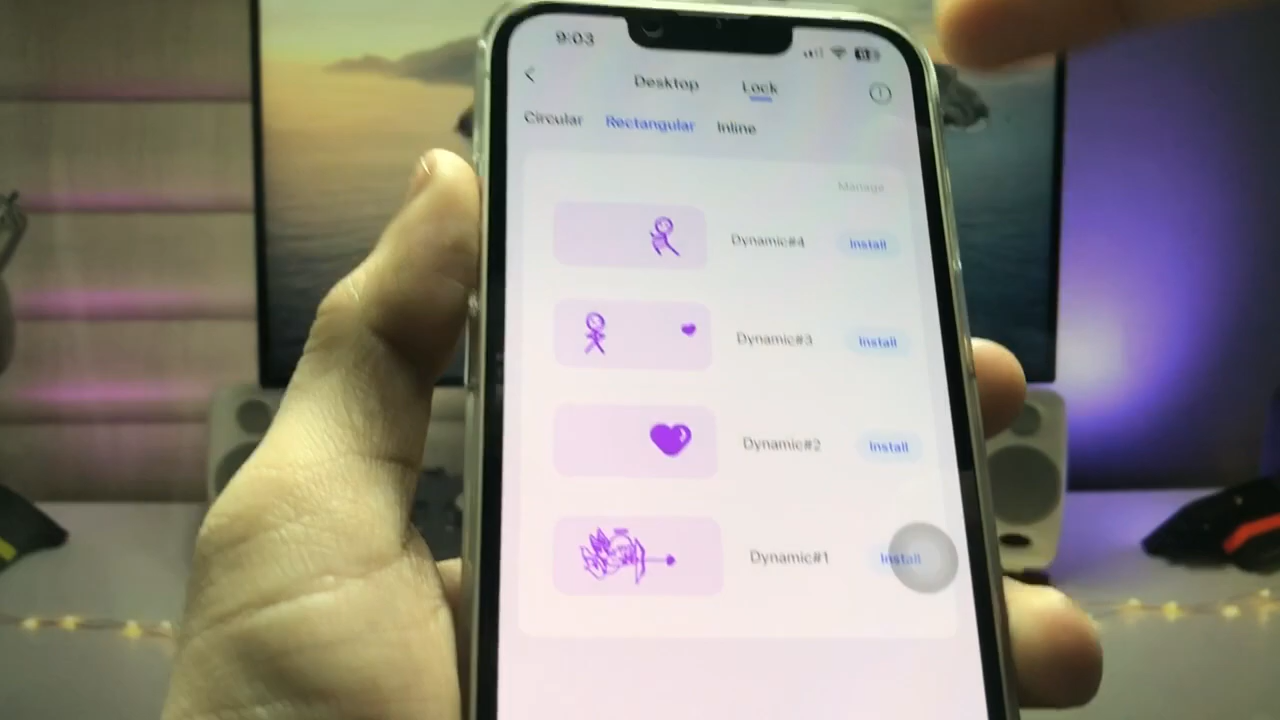 9:03
Desktop Lock
Circular Rectangular Inline
Manage
Dynamic#4 Install
Dynamic#3 Install
Dynamic#2 Install
Dynamic#1 Install